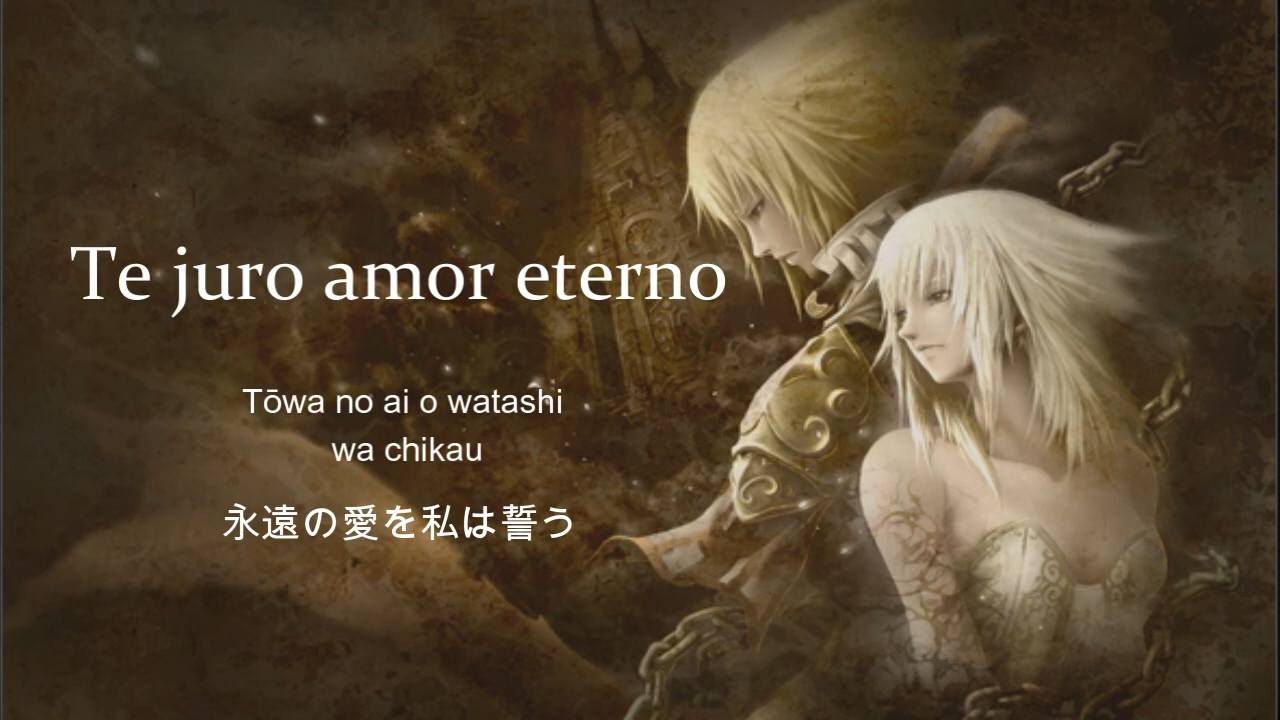 Te juro amor eterno
Tōwa no ai o watashi
wa chikau
永遠の愛を私は誓う